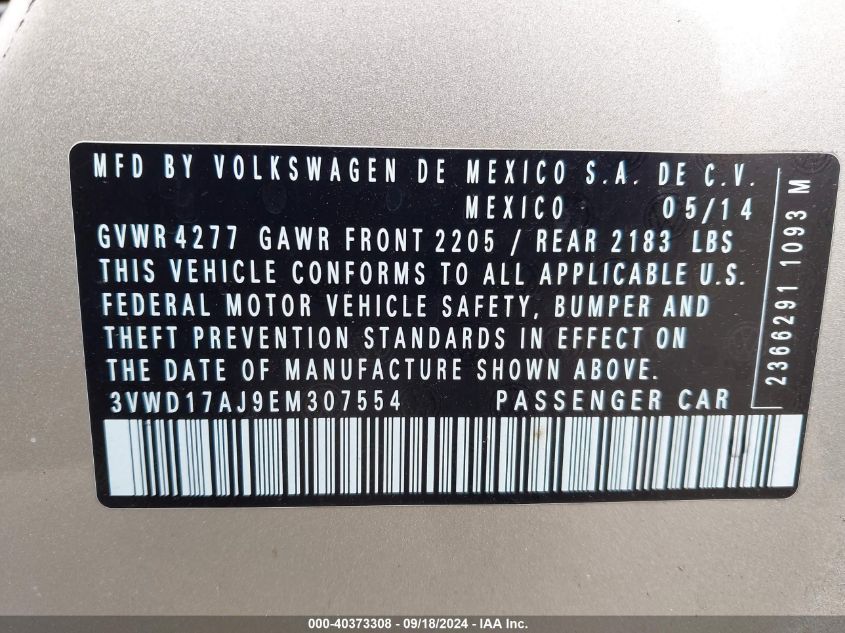 MFD BY VOLKSWAGEN DE MEXICO S.A. DE C.V.
MEXICO 05/14
GVWR 4277 GAWR FRONT 2205 / REAR 2183 LBS
THIS VEHICLE CONFORMS TO ALL APPLICABLE U.S.
FEDERAL MOTOR VEHICLE SAFETY, BUMPER AND
THEFT PREVENTION STANDARDS IN EFFECT ON
THE DATE OF MANUFACTURE SHOWN ABOVE.
3VWD17AJ9EM307554 PASSENGER CAR
2366291 1093 M
000-40373308 - 09/18/2024 - IAA Inc.